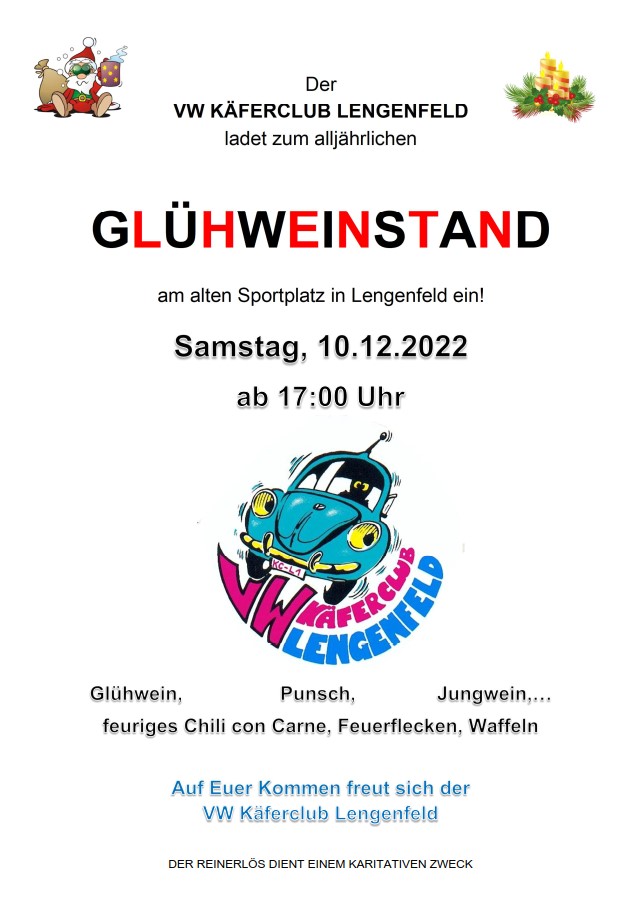 Der
VW KÄFERCLUB LENGENFELD
ladet zum alljährlichen
GLÜHWEINSTAND
am alten Sportplatz in Lengenfeld ein!
Samstag, 10.12.2022
ab 17:00 Uhr
KC-L1
VW KÄFERCLUB
LENGENFELD
Glühwein, Punsch, Jungwein,...
feuriges Chili con Carne, Feuerflecken, Waffeln
Auf Euer Kommen freut sich der
VW Käferclub Lengenfeld
DER REINERLÖS DIENT EINEM KARITATIVEN ZWECK